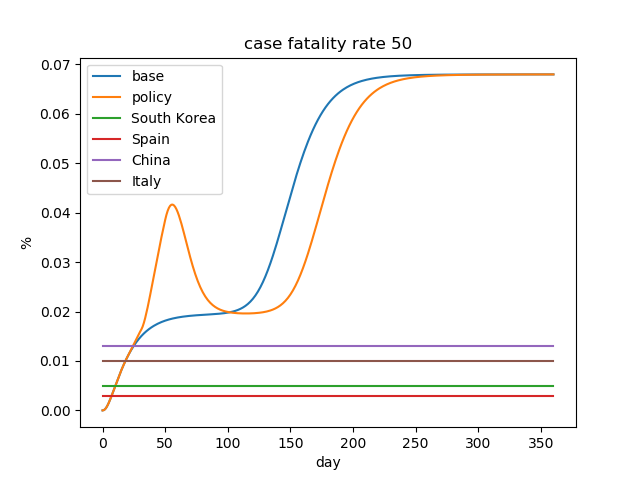 case fatality rate 50
%
0.07
0.06
0.05
0.04
0.03
0.02
0.01
0.00
base
policy
South Korea
Spain
China
Italy
0 50 100 150 200 250 300 350
day